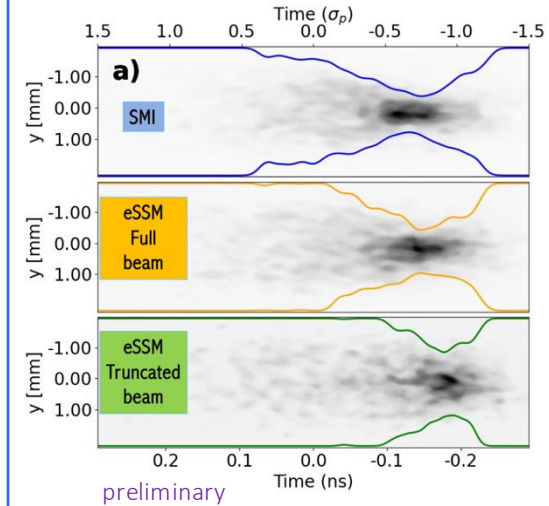 Time (σp)
1.5 1.0 0.5 0.0 -0.5 -1.0 -1.5
a)
y [mm]
-1.00
0.00
1.00
SMI
y [mm]
-1.00
0.00
1.00
eSSM
Full
beam
y [mm]
-1.00
0.00
1.00
eSSM
Truncated
beam
0.2 0.1 0.0 -0.1 -0.2
Time (ns)
preliminary